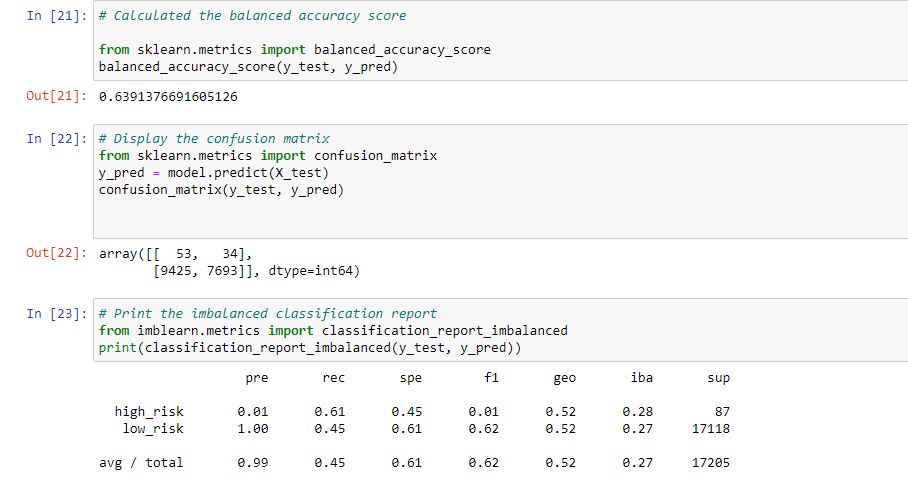 In [21]: # Calculated the balanced accuracy score
from sklearn.metrics import balanced_accuracy_score
balanced_accuracy_score(y_test, y_pred)
Out[21]: 0.6391376691605126
In [22]: # Display the confusion matrix
from sklearn.metrics import confusion_matrix
y_pred = model.predict(X_test)
confusion_matrix(y_test, y_pred)
Out[22]: array([[  53,   34],
       [9425, 7693]], dtype=int64)
In [23]: # Print the imbalanced classification report
from imblearn.metrics import classification_report_imbalanced
print(classification_report_imbalanced(y_test, y_pred))
pre rec spe f1 geo iba sup
high_risk 0.01 0.61 0.45 0.01 0.52 0.28 87
low_risk 1.00 0.45 0.61 0.62 0.52 0.27 17118
avg / total 0.99 0.45 0.61 0.62 0.52 0.27 17205